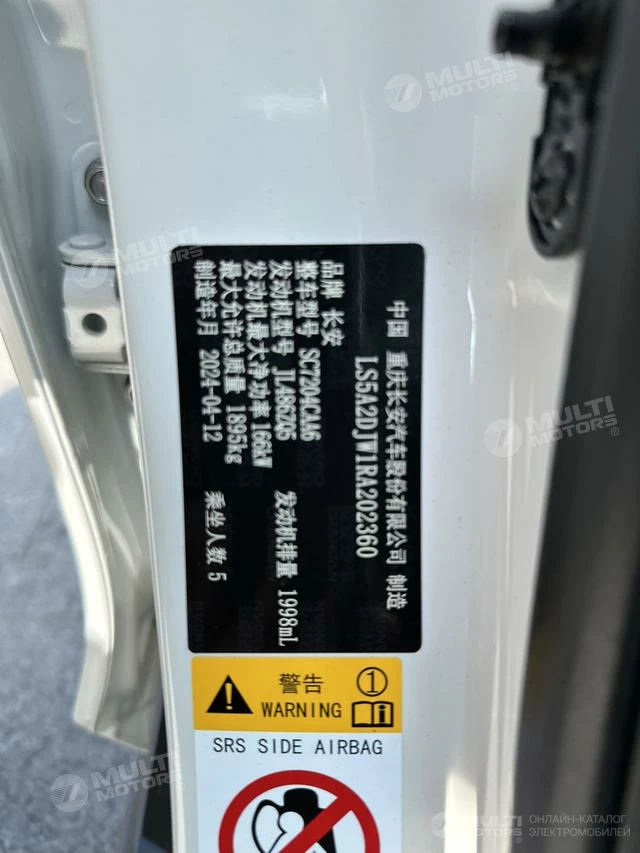 中国 重庆长安汽车股份有限公司 制造
LS5A2DJW1RA202360
品牌 长安
整车型号 SC7204CAA6
发动机型号 JL486ZQ5 发动机排量 1998mL
发动机最大净功率 166kW
最大允许总质量 1895kg 乘坐人数 5
制造年月 2024-04-12
警告 ①
WARNING
SRS SIDE AIRBAG
MULTI MOTORS
MULTI MOTORS
MULTI MOTORS
MULTI MOTORS
MULTI MOTORS
ОНЛАЙН-КАТАЛОГ
ЭЛЕКТРОМОБИЛЕЙ